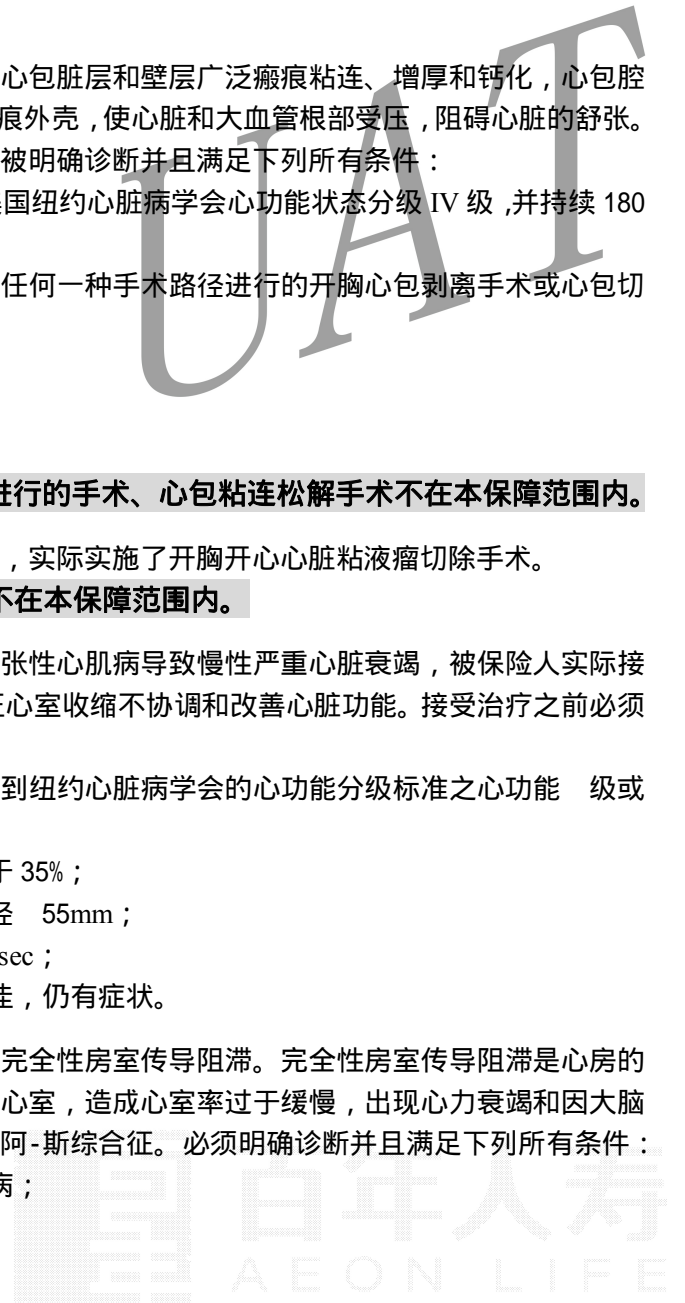 心包脏层和壁层广泛瘢痕粘连、增厚和钙化，心包腔
痕外壳，使心脏和大血管根部受压，阻碍心脏的舒张。
被明确诊断并且满足下列所有条件：
国纽约心脏病学会心功能状态分级 IV 级，并持续 180
任何一种手术路径进行的开胸心包剥离手术或心包切
UAT
进行的手术、心包粘连松解手术不在本保障范围内。
，实际实施了开胸开心心脏粘液瘤切除手术。
不在本保障范围内。
张性心肌病导致慢性严重心脏衰竭，被保险人实际接
正心室收缩不协调和改善心脏功能。接受治疗之前必须
到纽约心脏病学会的心功能分级标准之心功能 级或
于 35%；
径 55mm；
sec；
佳，仍有症状。
完全性房室传导阻滞。完全性房室传导阻滞是心房的
心室，造成心室率过于缓慢，出现心力衰竭和因大脑
阿-斯综合征。必须明确诊断并且满足下列所有条件：
病；
百年人寿
AEON LIFE